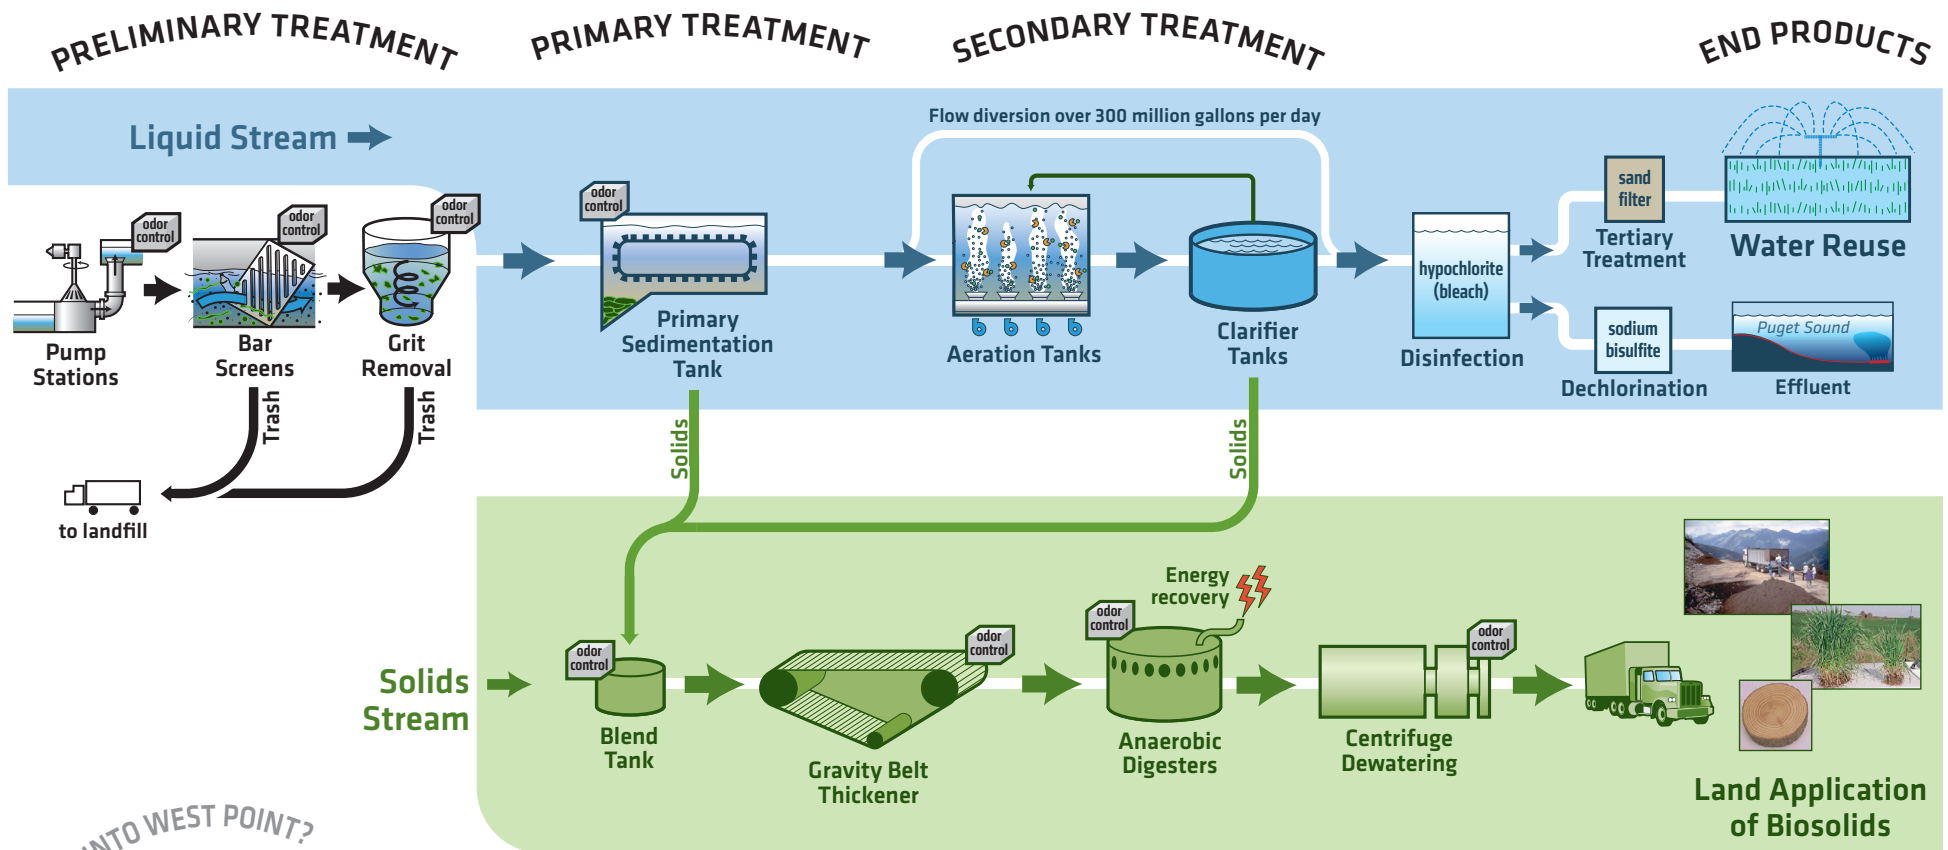 PRELIMINARY TREATMENT
PRIMARY TREATMENT
SECONDARY TREATMENT
END PRODUCTS
Liquid Stream
Flow diversion over 300 million gallons per day
odor
control
odor
control
odor
control
odor
control
Pump
Stations
Bar
Screens
Grit
Removal
Primary
Sedimentation
Tank
Aeration Tanks
Clarifier
Tanks
hypochlorite
(bleach)
Disinfection
sand
filter
Tertiary
Treatment
Water Reuse
sodium
bisulfite
Dechlorination
Puget Sound
Effluent
Trash
Trash
to landfill
Solids
Solids
Solids
Stream
odor
control
Blend
Tank
odor
control
Gravity Belt
Thickener
odor
control
Energy
recovery
Anaerobic
Digesters
odor
control
Centrifuge
Dewatering
Land Application
of Biosolids
INTO WEST POINT?